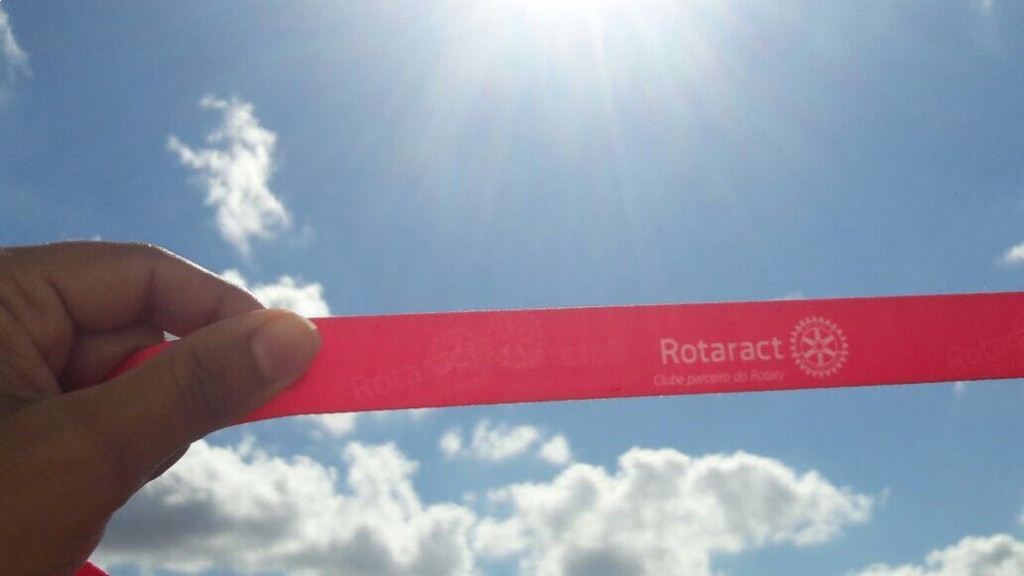 Rotaract
Clube parceiro do Rotary